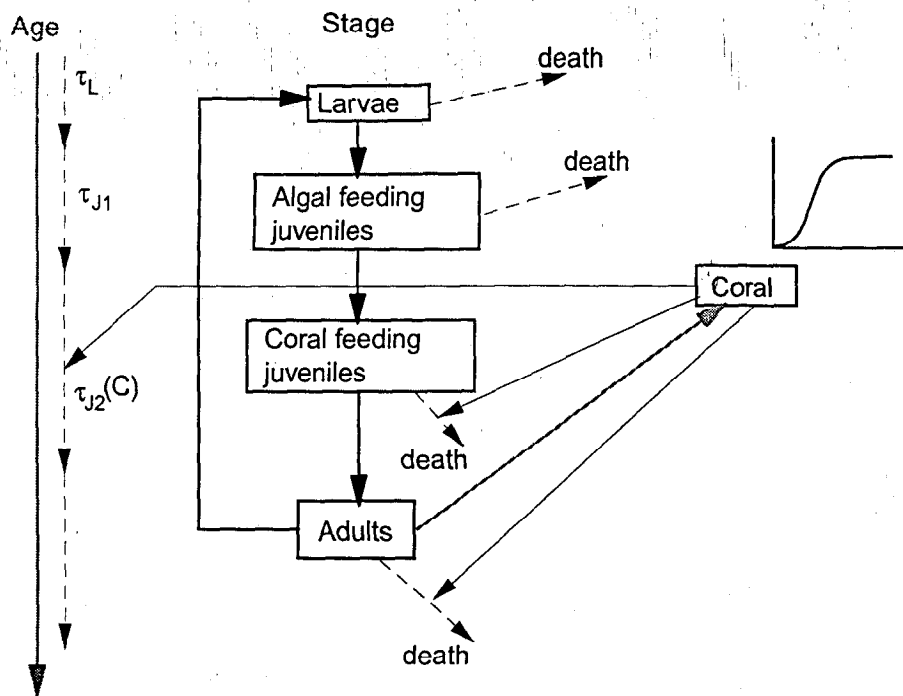 Age
Stage
τL
death
Larvae
τJ1
death
Algal feeding
juveniles
Coral
Coral feeding
juveniles
τJ2(C)
death
Adults
death